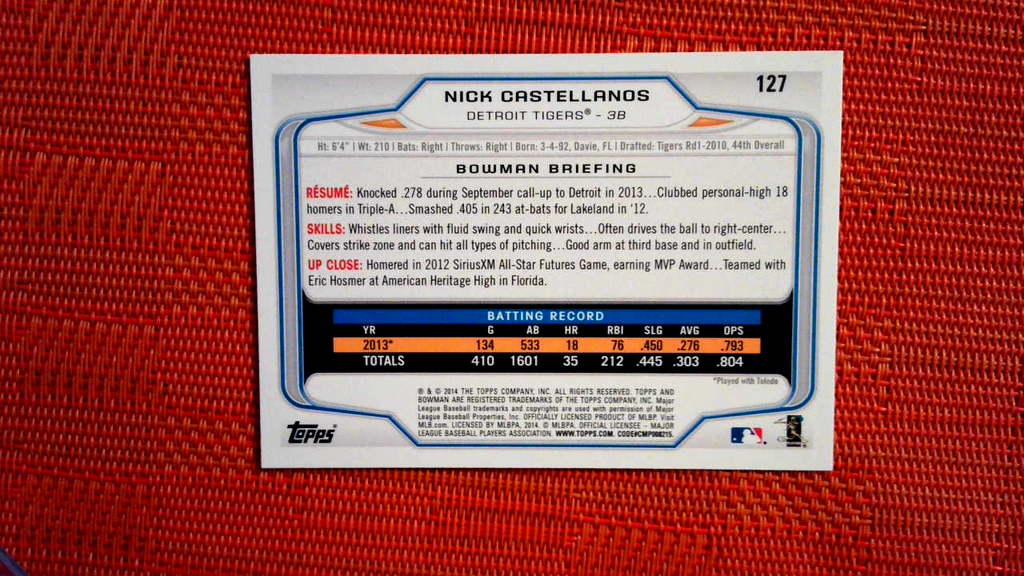 127
NICK CASTELLANOS
DETROIT TIGERS® - 3B
Ht: 6'4" | Wt: 210 | Bats: Right | Throws: Right | Born: 3-4-92, Davie, FL | Drafted: Tigers Rd1-2010, 44th Overall
BOWMAN BRIEFING
RÉSUMÉ: Knocked .278 during September call-up to Detroit in 2013...Clubbed personal-high 18
homers in Triple-A...Smashed .405 in 243 at-bats for Lakeland in '12.
SKILLS: Whistles liners with fluid swing and quick wrists...Often drives the ball to right-center...
Covers strike zone and can hit all types of pitching...Good arm at third base and in outfield.
UP CLOSE: Homered in 2012 SiriusXM All-Star Futures Game, earning MVP Award...Teamed with
Eric Hosmer at American Heritage High in Florida.
BATTING RECORD
YR G AB HR RBI SLG AVG OPS
2013* 134 533 18 76 .450 .276 .793
TOTALS 410 1601 35 212 .445 .303 .804
*Played with Toledo
® & © 2014 THE TOPPS COMPANY, INC. ALL RIGHTS RESERVED. TOPPS AND
BOWMAN ARE REGISTERED TRADEMARKS OF THE TOPPS COMPANY, INC. Major
League Baseball trademarks and copyrights are used with permission of Major
League Baseball Properties, Inc. OFFICIALLY LICENSED PRODUCT OF MLBP. Visit
MLB.com. LICENSED BY MLBPA, 2014. © MLBPA. OFFICIAL LICENSEE – MAJOR
LEAGUE BASEBALL PLAYERS ASSOCIATION. WWW.TOPPS.COM. CODE#CMP008215.
Topps®